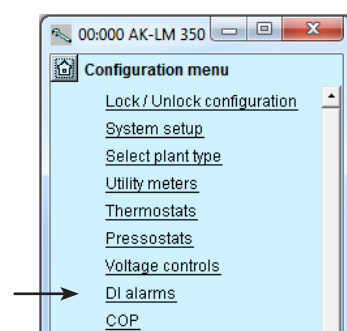 00:000 AK-LM 350
Configuration menu
Lock / Unlock configuration
System setup
Select plant type
Utility meters
Thermostats
Pressostats
Voltage controls
DI alarms
COP